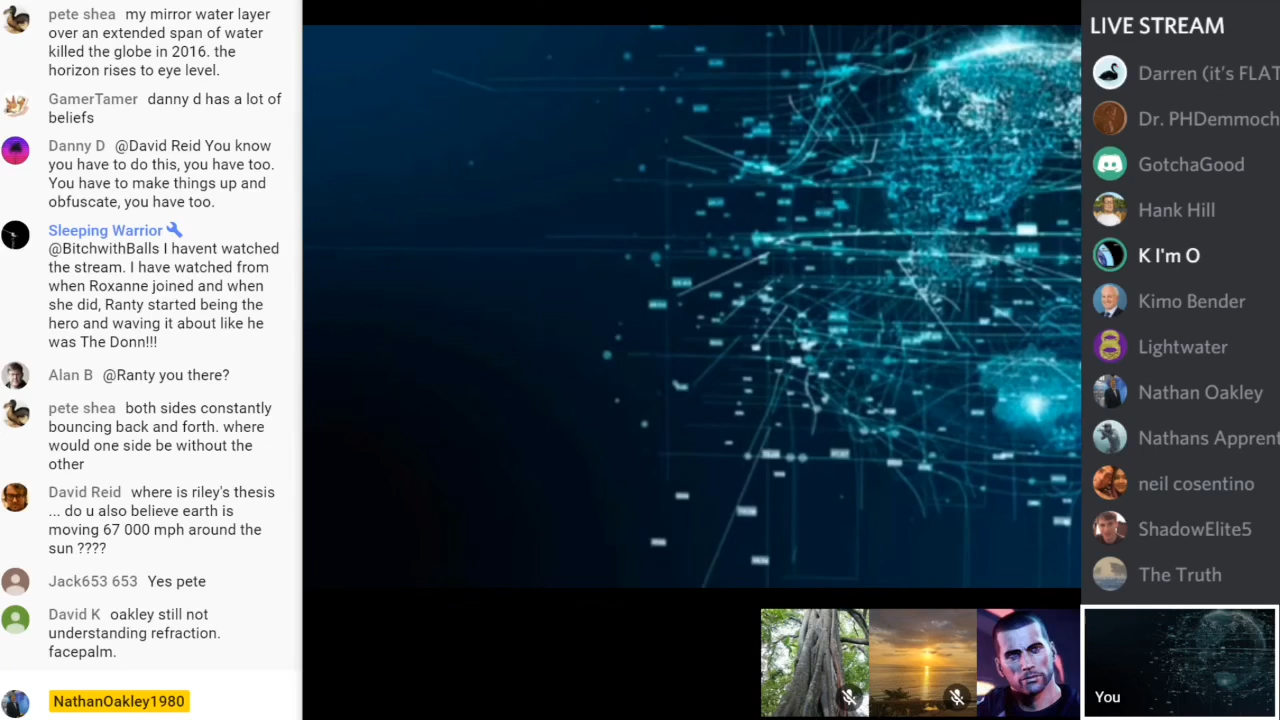 pete shea my mirror water layer
over an extended span of water
killed the globe in 2016. the
horizon rises to eye level.
GamerTamer danny d has a lot of
beliefs
Danny D @David Reid You know
you have to do this, you have too.
You have to make things up and
obfuscate, you have too.
Sleeping Warrior
@BitchwithBalls I havent watched
the stream. I have watched from
when Roxanne joined and when
she did, Ranty started being the
hero and waving it about like he
was The Donn!!!
Alan B @Ranty you there?
pete shea both sides constantly
bouncing back and forth. where
would one side be without the
other
David Reid where is riley's thesis
... do u also believe earth is
moving 67 000 mph around the
sun ????
Jack653 653 Yes pete
David K oakley still not
understanding refraction.
facepalm.
NathanOakley1980
LIVE STREAM
Darren (it's FLAT
Dr. PHDemmoch
GotchaGood
Hank Hill
K I'm O
Kimo Bender
Lightwater
Nathan Oakley
Nathans Apprent
neil cosentino
ShadowElite5
The Truth
You